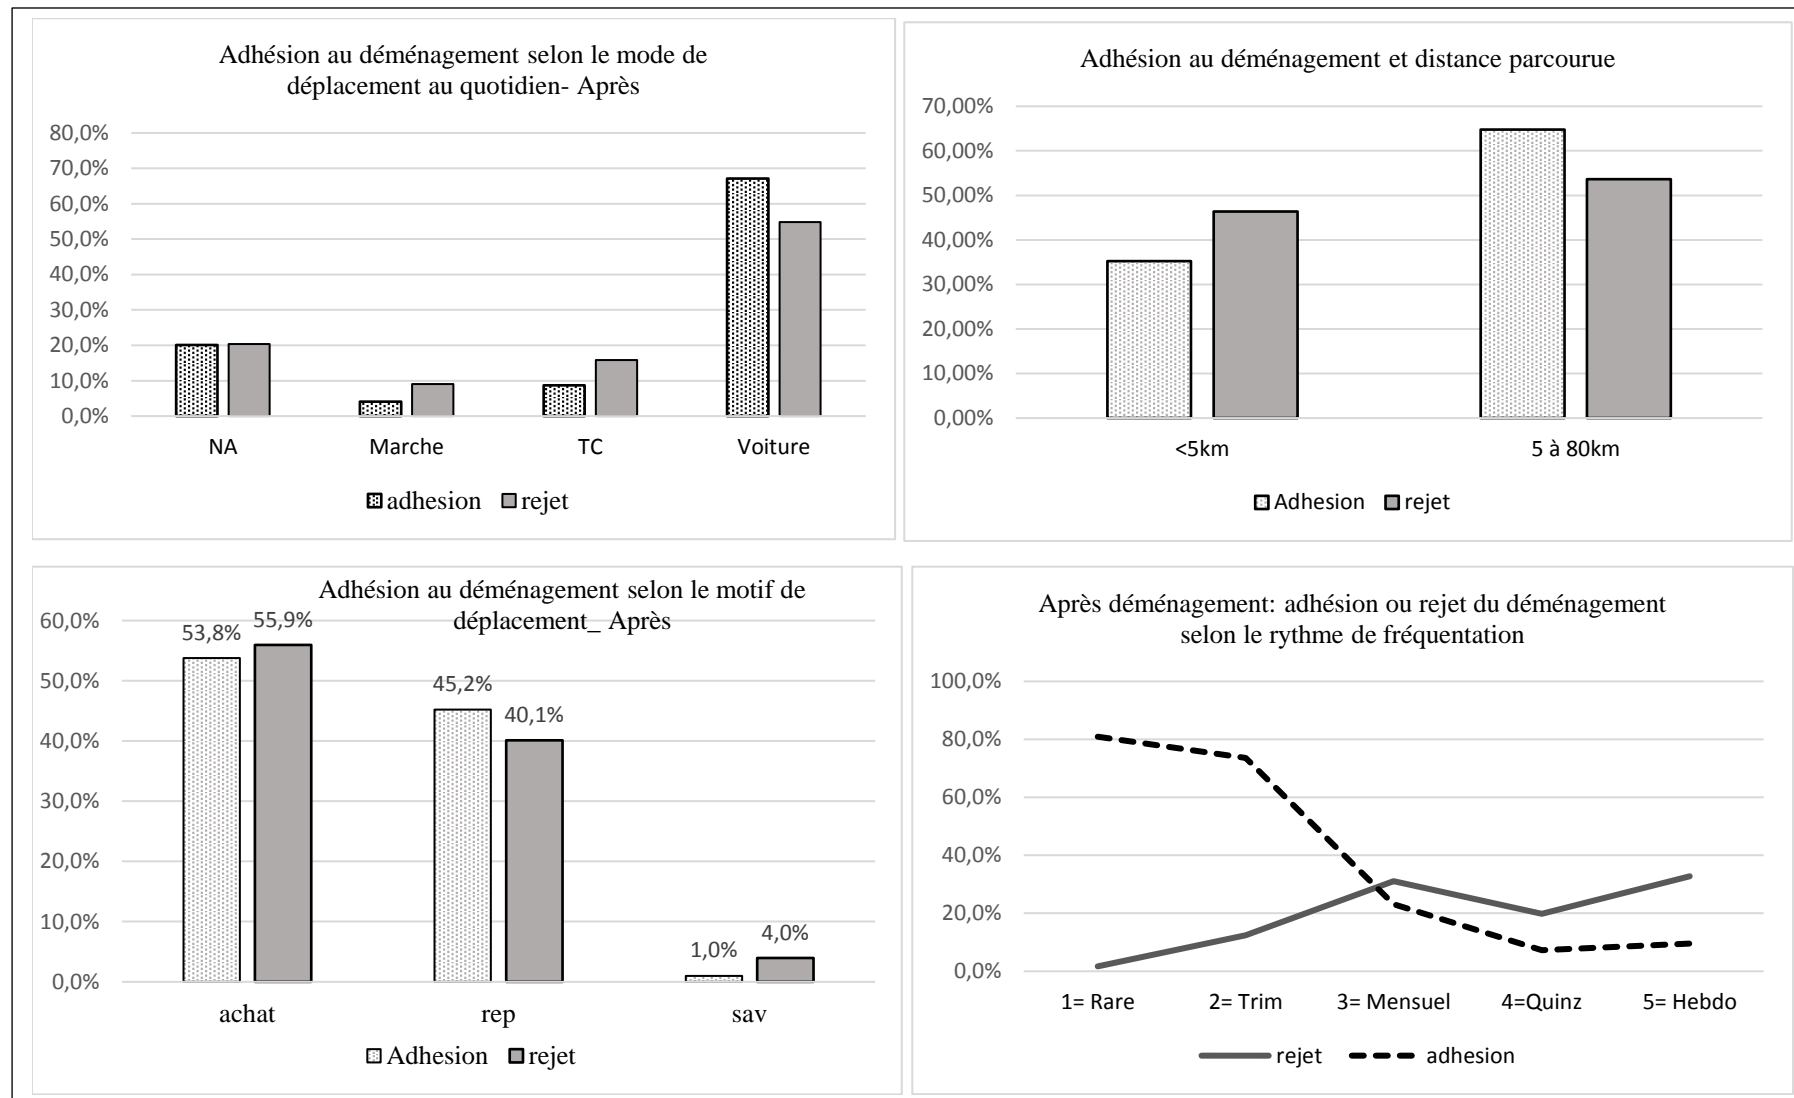 Adhésion au déménagement selon le mode de
déplacement au quotidien- Après
80,0%
70,0%
60,0%
50,0%
40,0%
30,0%
20,0%
10,0%
0,0%
NA Marche TC Voiture
adhesion rejet
Adhésion au déménagement et distance parcourue
70,00%
60,00%
50,00%
40,00%
30,00%
20,00%
10,00%
0,00%
<5km 5 à 80km
Adhesion rejet
Adhésion au déménagement selon le motif de
déplacement_ Après
60,0%
50,0%
40,0%
30,0%
20,0%
10,0%
0,0%
53,8% 55,9%
45,2% 40,1%
1,0% 4,0%
achat rep sav
Adhesion rejet
Après déménagement: adhésion ou rejet du déménagement
selon le rythme de fréquentation
100,0%
80,0%
60,0%
40,0%
20,0%
0,0%
1= Rare 2= Trim 3= Mensuel 4=Quinz 5= Hebdo
rejet adhesion